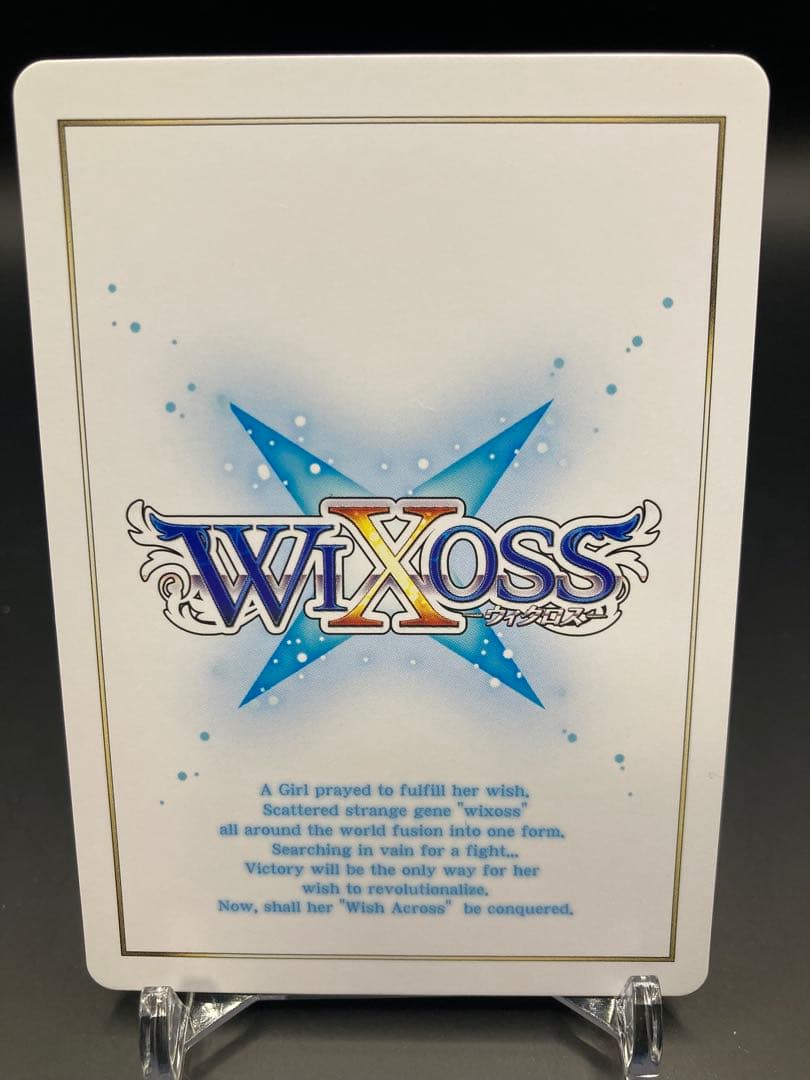 WIXOSS
ーウィクロスー
A Girl prayed to fulfill her wish.
Scattered strange gene "wixoss"
all around the world fusion into one form.
Searching in vain for a fight...
Victory will be the only way for her
wish to revolutionalize.
Now, shall her "Wish Across" be conquered.